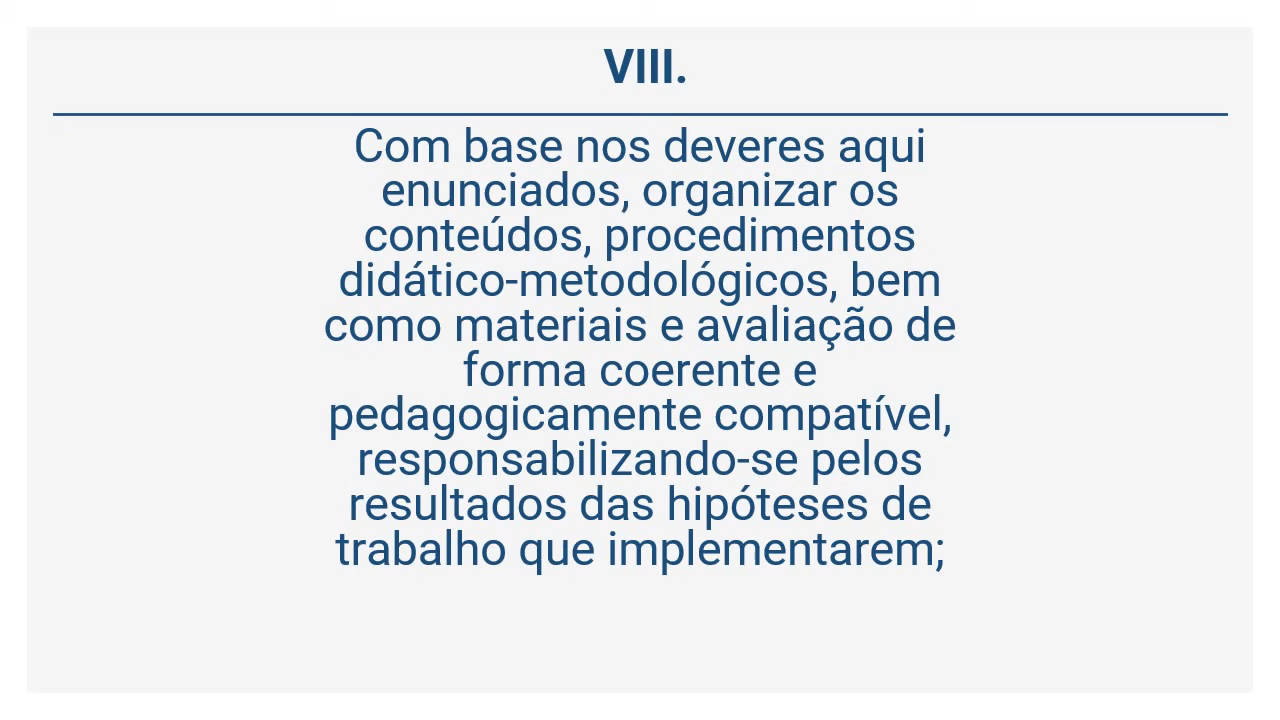 VIII.
Com base nos deveres aqui
enunciados, organizar os
conteúdos, procedimentos
didático-metodológicos, bem
como materiais e avaliação de
forma coerente e
pedagogicamente compatível,
responsabilizando-se pelos
resultados das hipóteses de
trabalho que implementarem;